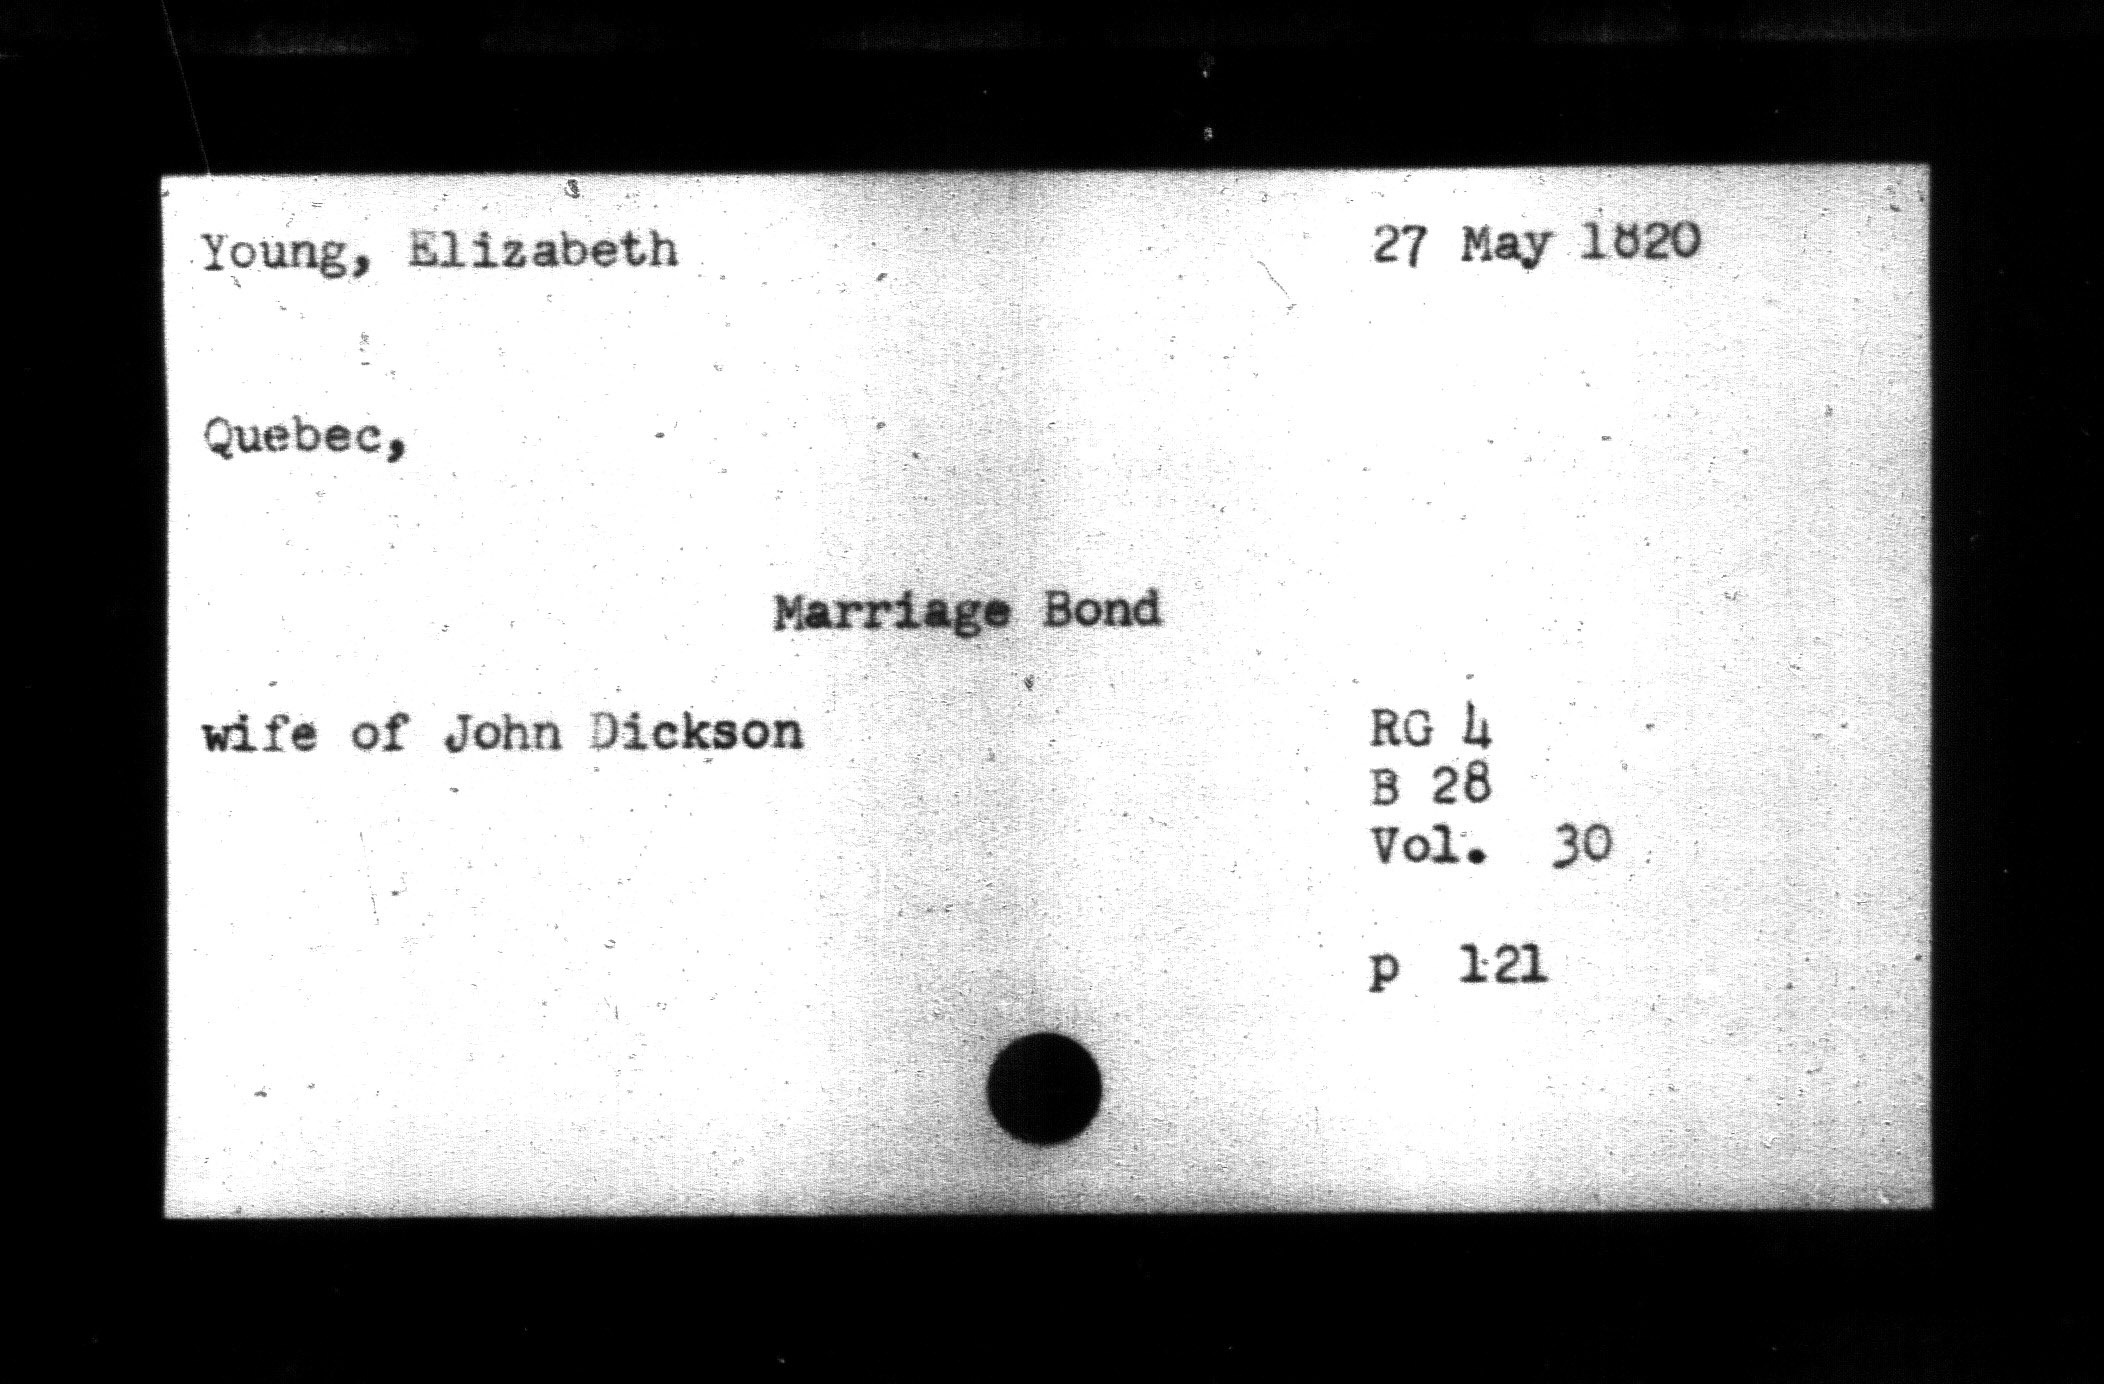 Young, Elizabeth 27 May 1820
Quebec,
Marriage Bond
wife of John Dickson RG 4
B 28
Vol. 30
p 121